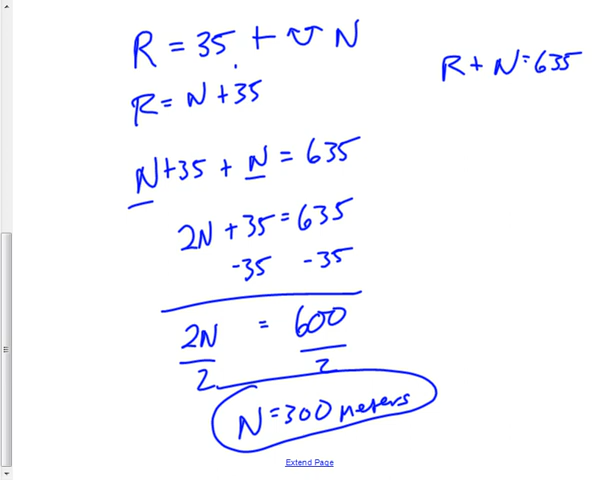 R = 35 + N
R + N = 635
R = N + 35
N + 35 + N = 635
2N + 35 = 635
-35 -35
2N = 600
2 2
N = 300 meters
Extend Page